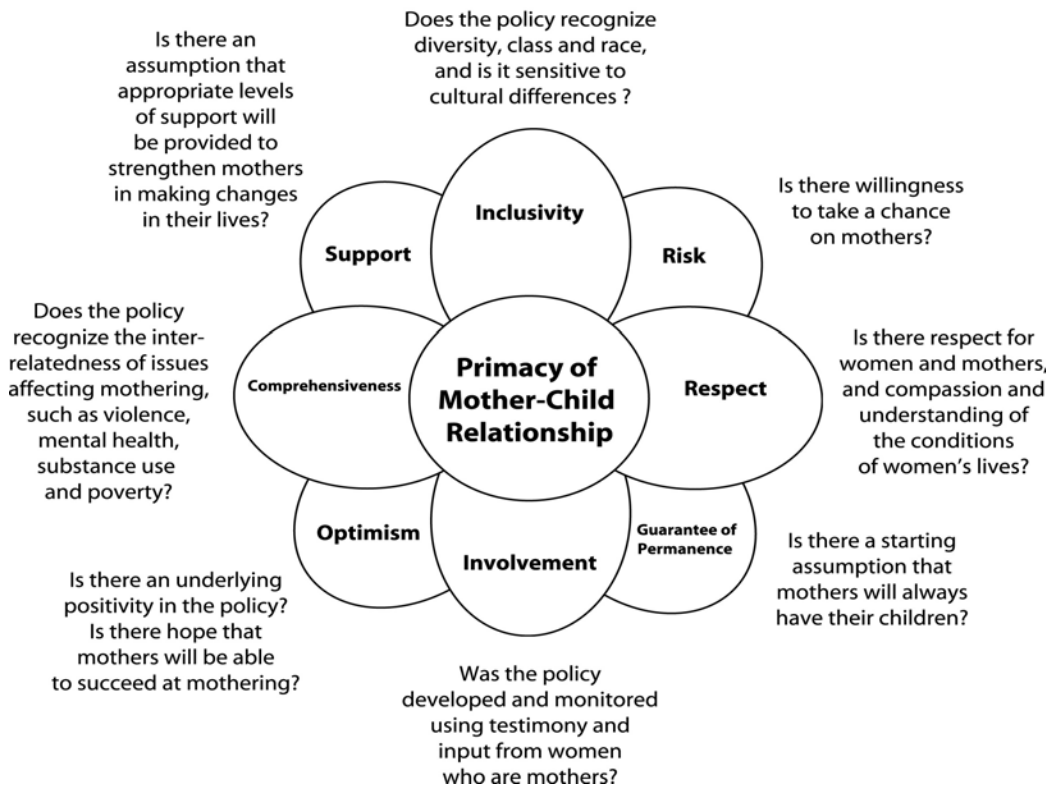 Does the policy recognize
diversity, class and race,
and is it sensitive to
cultural differences ?
Is there an
assumption that
appropriate levels
of support will
be provided to
strengthen mothers
in making changes
in their lives?
Is there willingness
to take a chance
on mothers?
Inclusivity
Support
Risk
Does the policy
recognize the inter-
relatedness of issues
affecting mothering,
such as violence,
mental health,
substance use
and poverty?
Comprehensiveness
Primacy of
Mother-Child
Relationship
Respect
Is there respect for
women and mothers,
and compassion and
understanding of
the conditions
of women's lives?
Optimism
Involvement
Guarantee of
Permanence
Is there an underlying
positivity in the policy?
Is there hope that
mothers will be able
to succeed at mothering?
Is there a starting
assumption that
mothers will always
have their children?
Was the policy
developed and monitored
using testimony and
input from women
who are mothers?